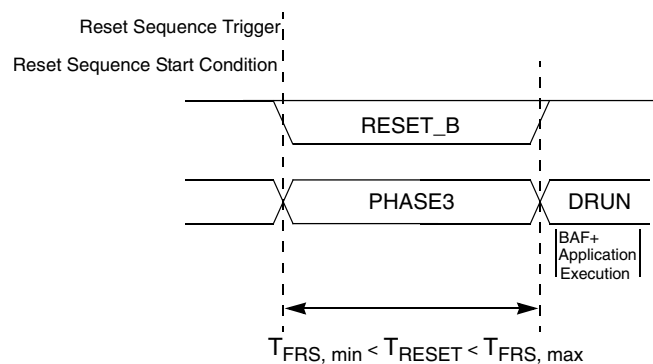 Reset Sequence Trigger
Reset Sequence Start Condition
RESET_B
PHASE3
DRUN
BAF+
Application
Execution
TFRS, min < TRESET < TFRS, max